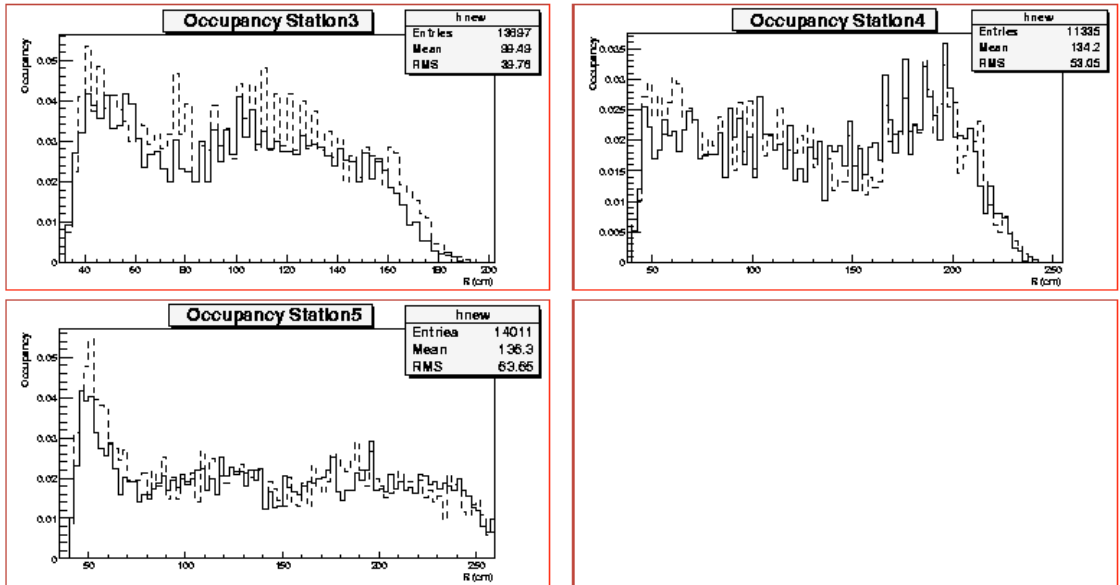 Occupancy Station3
hnew
Entries 13697
Mean 99.49
RMS 39.76
Occupancy
0.05
0.04
0.03
0.02
0.01
0
40 60 80 100 120 140 160 180 200
R (cm)
Occupancy Station4
hnew
Entries 11335
Mean 134.2
RMS 53.05
Occupancy
0.035
0.03
0.025
0.02
0.015
0.01
0.005
0
50 100 150 200 250
R (cm)
Occupancy Station5
hnew
Entries 14011
Mean 136.3
RMS 63.65
Occupancy
0.05
0.04
0.03
0.02
0.01
0
50 100 150 200 250
R (cm)